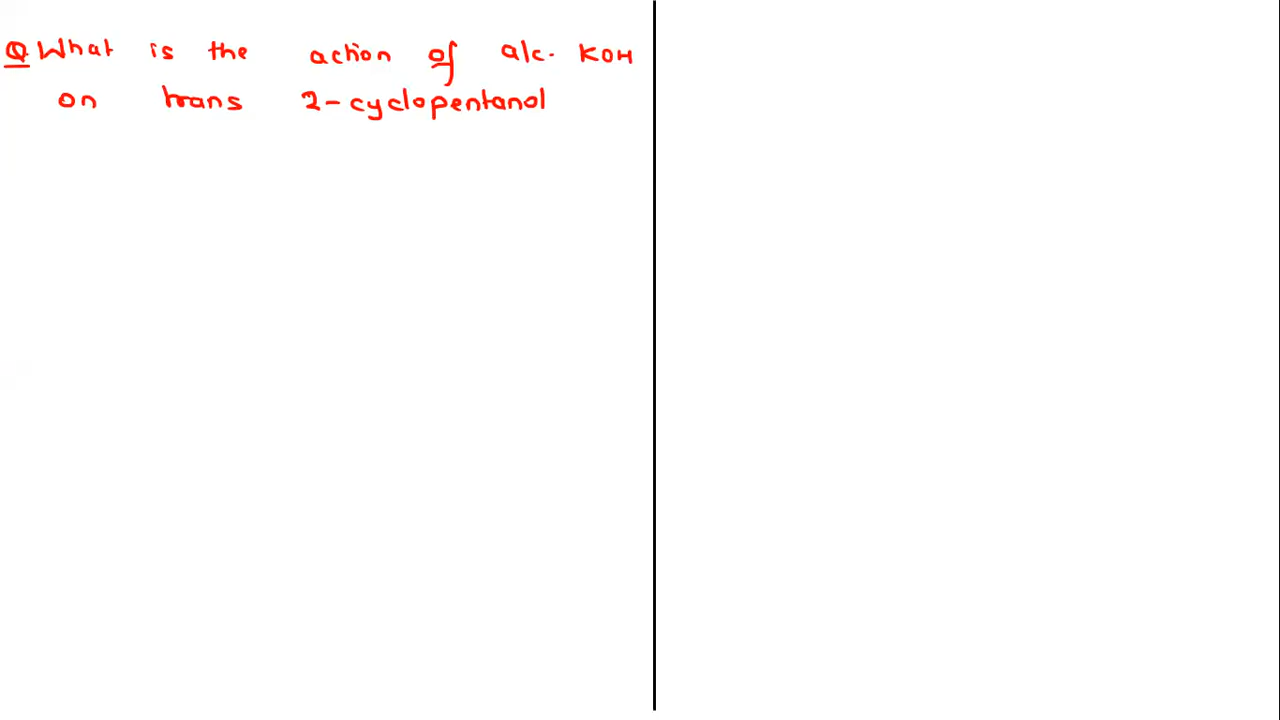 Q What is the action of alc. KOH
on trans 2-cyclopentanol